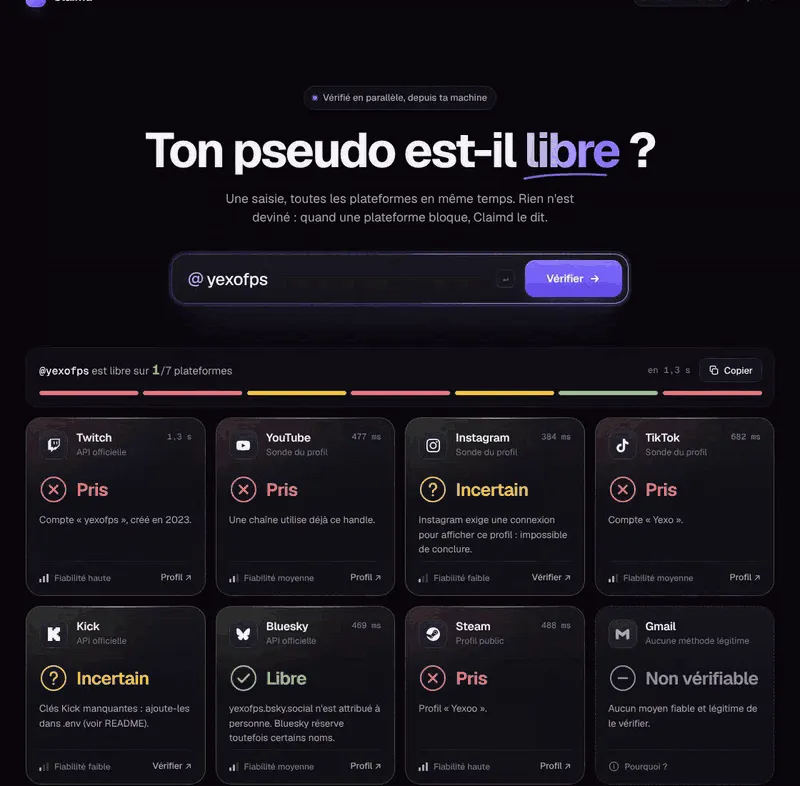 Vérifié en parallèle, depuis ta machine
Ton pseudo est-il libre ?
Une saisie, toutes les plateformes en même temps. Rien n'est
deviné : quand une plateforme bloque, Claimd le dit.
@ yexofps
Vérifier →
@yexofps est libre sur 1/7 plateformes
en 1,3 s
Copier
Twitch
1.3 s
API officielle
Pris
Compte « yexofps », créé en 2023.
Fiabilité haute
Profil ↗
YouTube
477 ms
Sonde du profil
Pris
Une chaîne utilise déjà ce handle.
Fiabilité moyenne
Profil ↗
Instagram
384 ms
Sonde du profil
Incertain
Instagram exige une connexion
pour afficher ce profil : impossible
de conclure.
Fiabilité faible
Vérifier ↗
TikTok
682 ms
Sonde du profil
Pris
Compte « Yexo ».
Fiabilité moyenne
Profil ↗
Kick
API officielle
Incertain
Clés Kick manquantes : ajoute-les
dans .env (voir README).
Fiabilité faible
Vérifier ↗
Bluesky
469 ms
API officielle
Libre
yexofps.bsky.social n'est attribué à
personne. Bluesky réserve
toutefois certains noms.
Fiabilité moyenne
Profil ↗
Steam
488 ms
Profil public
Pris
Profil « Yexoo ».
Fiabilité haute
Profil ↗
Gmail
Aucune méthode légitime
Non vérifiable
Aucun moyen fiable et légitime de
le vérifier.
Pourquoi ?